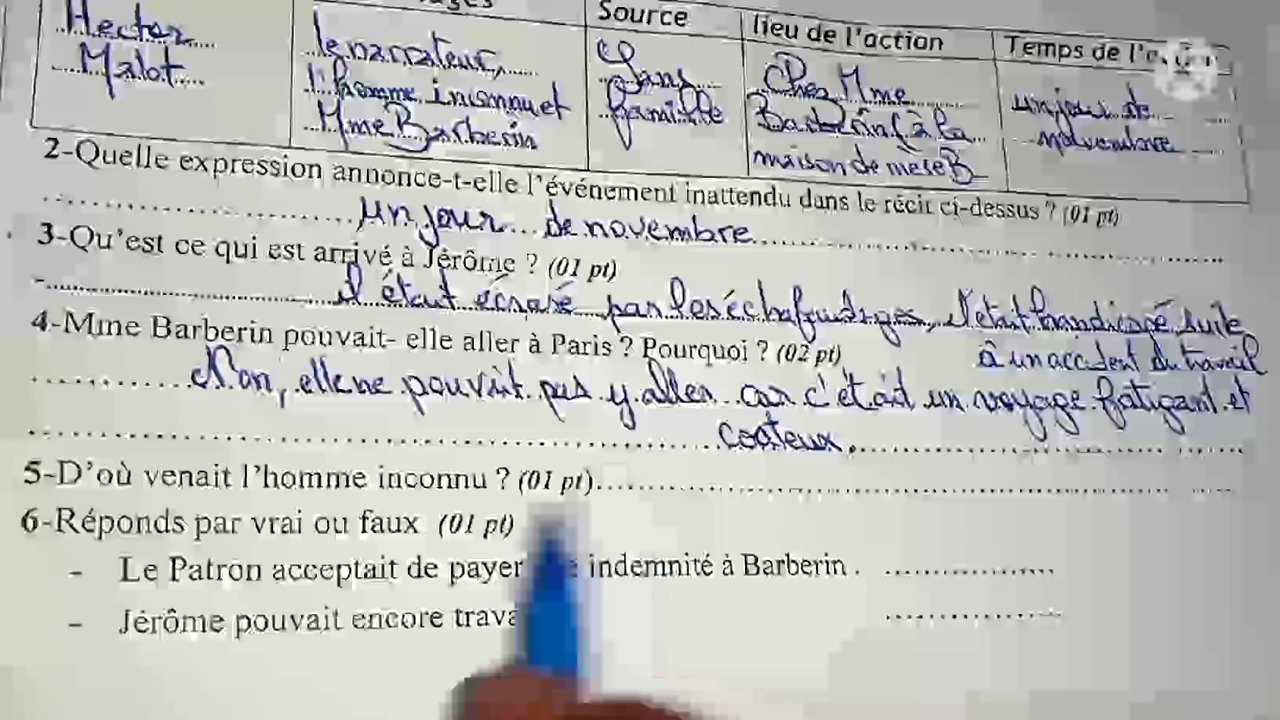 Source
lieu de l'action
Temps de l'
Hector
Malot
le narrateur,
l'homme inconnu et
Mme Barberin
Sans
famille
Chez Mme
Barberin (à la
maison de mère B
un jour de
novembre
2-Quelle expression annonce-t-elle l'événement inattendu dans le récit ci-dessus ? (01 pt)
un jour de novembre
3-Qu'est ce qui est arrivé à Jérôme ? (01 pt)
il était écrasé par les échafaudages, il était handicapé suite
à un accident du travail
4-Mme Barberin pouvait- elle aller à Paris ? Pourquoi ? (02 pt)
Non, elle ne pouvait pas y aller car c'était un voyage fatigant et
coûteux.
5-D'où venait l'homme inconnu ? (01 pt)
6-Réponds par vrai ou faux (01 pt)
- Le Patron acceptait de payer indemnité à Barberin .
- Jérôme pouvait encore trava